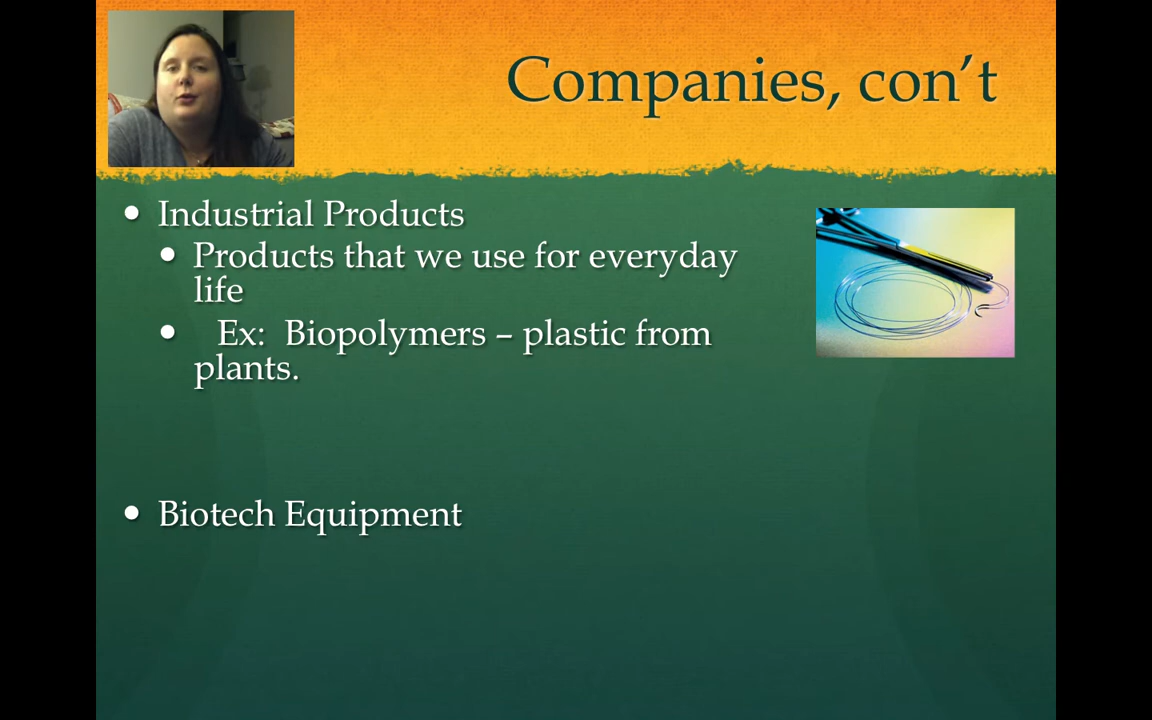 Companies, con’t
• Industrial Products
• Products that we use for everyday
life
• Ex: Biopolymers – plastic from
plants.
• Biotech Equipment